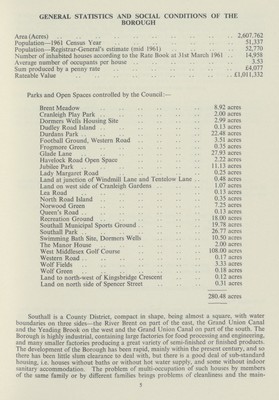 GENERAL STATISTICS AND SOCIAL CONDITIONS OF THE
BOROUGH
Area (Acres) .. 2,607.762
Population—1961 Census Year .. 51,337
Population—Registrar-General's estimate (mid 1961) .. 52,770
Number of inhabited houses according to the Rate Book at 31st March 1961 .. 14,958
Average number of occupants per house .. 3.53
Sum produced by a penny rate .. £4,077
Rateable Value .. £1,011,332
Parks and Open Spaces controlled by the Council:—
Brent Meadow .. 8.92 acres
Cranleigh Play Park .. 2.00 acres
Dormers Wells Housing Site .. 2.99 acres
Dudley Road Island .. 0.13 acres
Durdans Park .. 22.48 acres
Football Ground, Western Road .. 3.51 acres
Frogmore Green .. 0.35 acres
Glade Lane .. 27.93 acres
Havelock Road Open Space .. 2.22 acres
Jubilee Park .. 11.13 acres
Lady Margaret Road .. 0.25 acres
Land at junction of Windmill Lane and Tentelow Lane .. 0.48 acres
Land on west side of Cranleigh Gardens .. 1.07 acres
Lea Road .. 0.13 acres
North Road Island .. 0.35 acres
Norwood Green .. 7.25 acres
Queen's Road .. 0.13 acres
Recreation Ground .. 18.00 acres
Southall Municipal Sports Ground .. 19.78 acres
Southall Park .. 26.77 acres
Swimming Bath Site, Dormers Wells .. 10.50 acres
The Manor House .. 2.00 acres
West Middlesex Golf Course .. 108.00 acres
Western Road .. 0.17 acres
Wolf Fields .. 3.33 acres
Wolf Green .. 0.18 acres
Land to north-west of Kingsbridge Crescent .. 0.12 acres
Land on north side of Spencer Street .. 0.31 acres
280.48 acres
Southall is a County District, compact in shape, being almost a square, with water
boundaries on three sides—the River Brent on part of the east, the Grand Union Canal
and the Yeading Brook on the west and the Grand Union Canal on part of the south. The
Borough is highly industrial, containing large factories for food processing and engineering,
and many smaller factories producing a great variety of semi-finished or finished products.
The development of the Borough has been rapid, mainly within the present century, and so
there has been little slum clearance to deal with, but there is a good deal of sub-standard
housing, i.e. houses without baths or without hot water supply, and some without indoor
sanitary accommodation. The problem of multi-occupation of such houses by members
of the same family or by different families brings problems of cleanliness and the main-
5